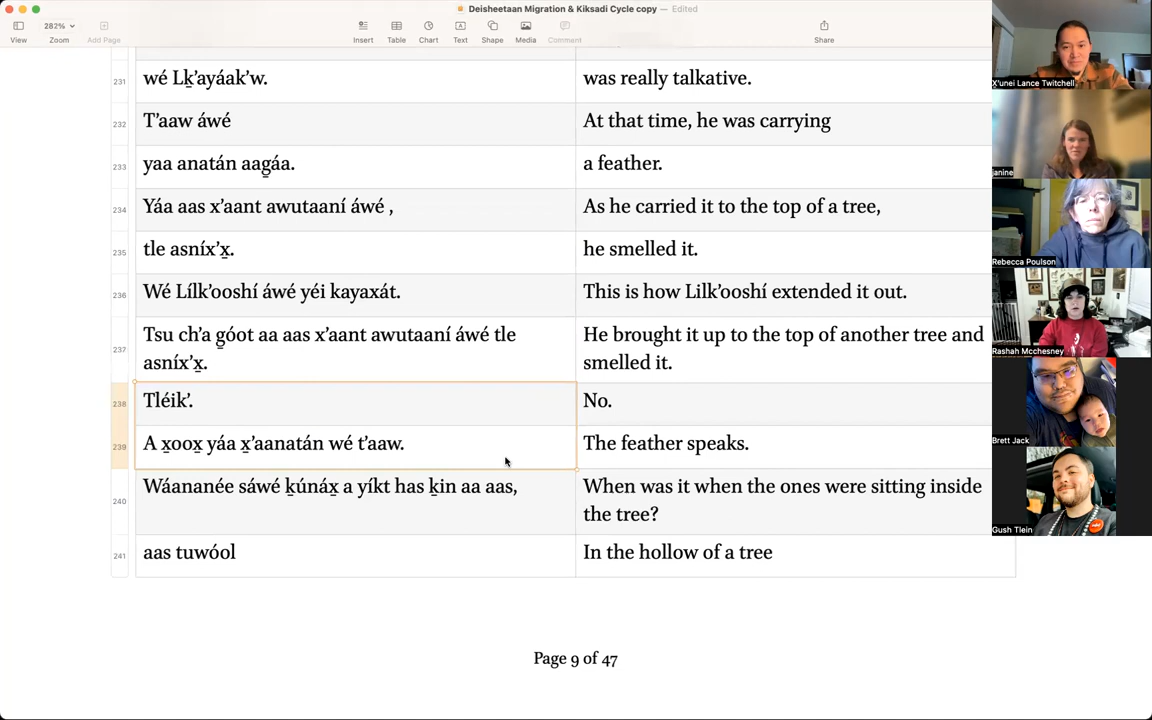 Deisheetaan Migration & Kiksadi Cycle copy — Edited
282%
View
Zoom
Add Page
Insert
Table
Chart
Text
Shape
Media
Comment
Share
231 wé Lḵ’ayáak’w. was really talkative.
232 T’aaw áwé At that time, he was carrying
233 yaa anatán aag̱áa. a feather.
234 Yáa aas x’aant awutaaní áwé , As he carried it to the top of a tree,
235 tle asníx’x̱. he smelled it.
236 Wé Lílk’ooshí áwé yéi kayaxát. This is how Lilk’ooshí extended it out.
237 Tsu ch’a g̱óot aa aas x’aant awutaaní áwé tle He brought it up to the top of another tree and
asníx’x̱. smelled it.
238 Tléik’. No.
239 A x̱oox̱ yáa x̱’aanatán wé t’aaw. The feather speaks.
240 Wáananée sáwé ḵúnáx̱ a yíkt has ḵin aa aas, When was it when the ones were sitting inside
the tree?
241 aas tuwóol In the hollow of a tree
Page 9 of 47
X̱’unei Lance Twitchell
janine
Rebecca Poulson
Rashah Mcchesney
Brett Jack
Gush Tlein